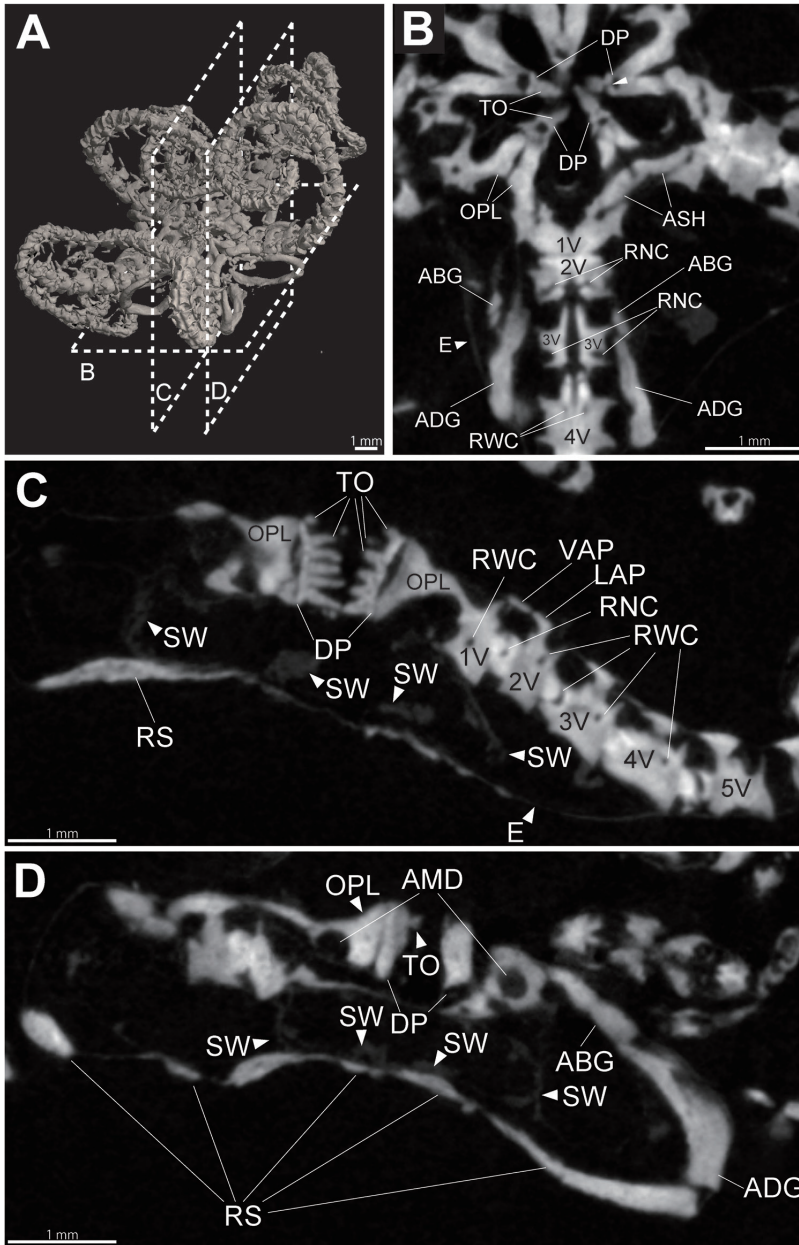 A
B
C
D
1 mm
B
DP
TO
DP
OPL
ASH
1V
2V
RNC
ABG
ABG
RNC
E
3V 3V
ADG
ADG
RWC
4V
1 mm
C
TO
OPL
OPL
RWC
VAP
LAP
RNC
RWC
SW
DP
1V
SW
SW
2V
RS
3V
SW
4V
5V
E
1 mm
D
OPL
AMD
TO
SW
DP
SW
SW
ABG
SW
ADG
RS
1 mm